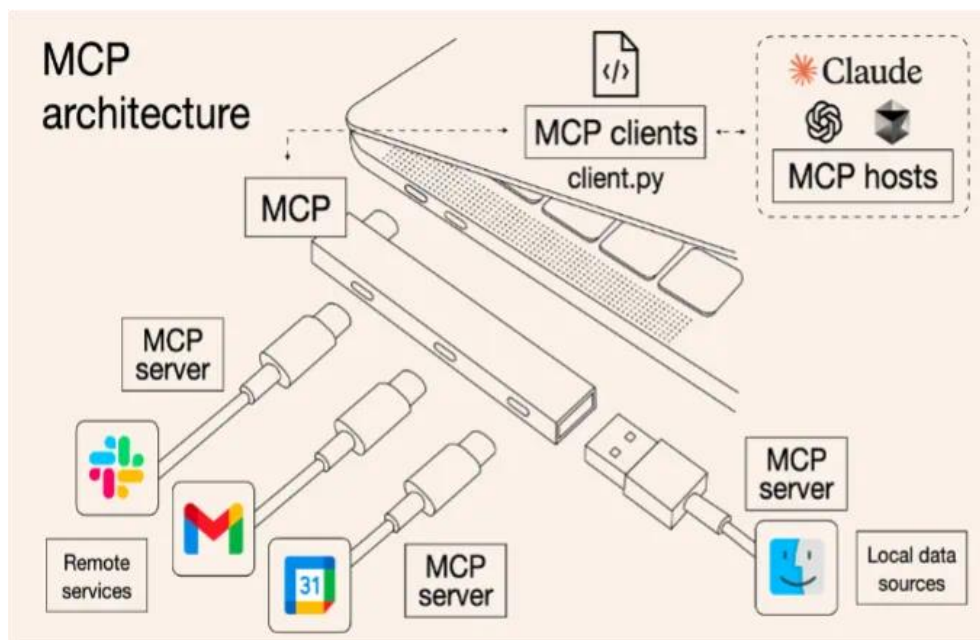 MCP
architecture
</>
MCP clients
client.py
Claude
MCP hosts
MCP
MCP
server
Remote
services
31
MCP
server
MCP
server
Local data
sources